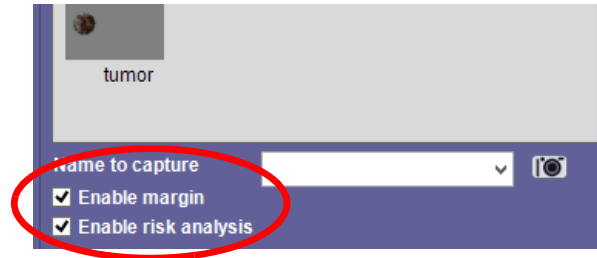 tumor
Name to capture
Enable margin
Enable risk analysis